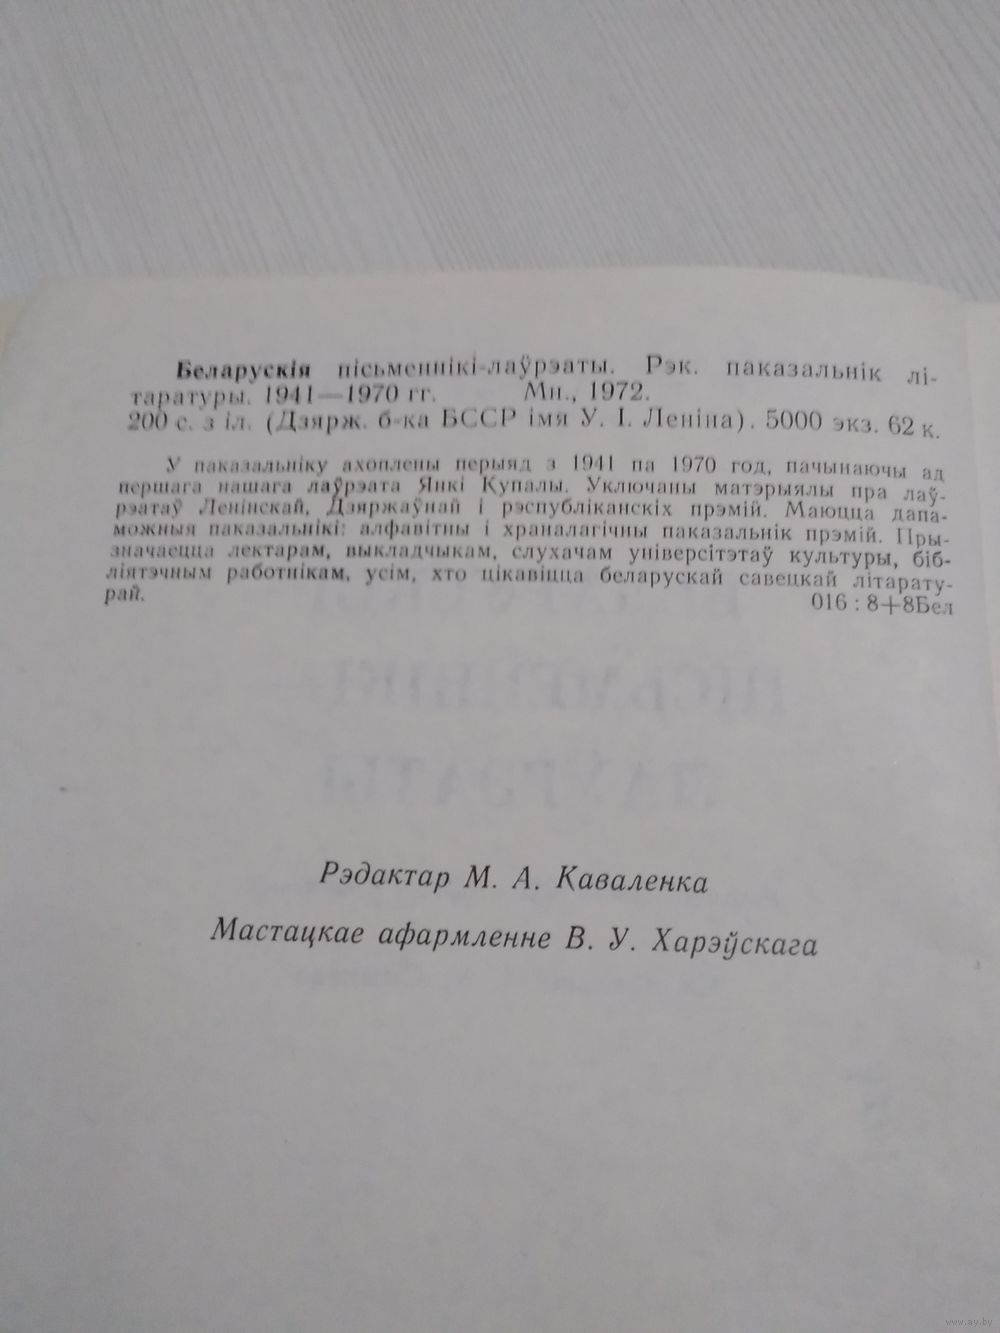 Беларускія пісьменнікі-лаўрэаты. Рэк. паказальнік лі-
таратуры. 1941—1970 гг. Мн., 1972.
200 с. з іл. (Дзярж. б-ка БССР імя У. І. Леніна). 5000 экз. 62 к.
У паказальніку ахоплены перыяд з 1941 па 1970 год, пачынаючы ад
першага нашага лаўрэата Янкі Купалы. Уключаны матэрыялы пра лаў-
рэатаў Ленінскай, Дзяржаўнай і рэспубліканскіх прэмій. Маюцца дапа-
можныя паказальнікі: алфавітны і храналагічны паказальнік прэмій. Пры-
значаецца лектарам, выкладчыкам, слухачам універсітэтаў культуры, біб-
ліятэчным работнікам, усім, хто цікавіцца беларускай савецкай літарату-
рай. 016 : 8+8Бел
Рэдактар М. А. Каваленка
Мастацкае афармленне В. У. Харэўскага
www.ay.by